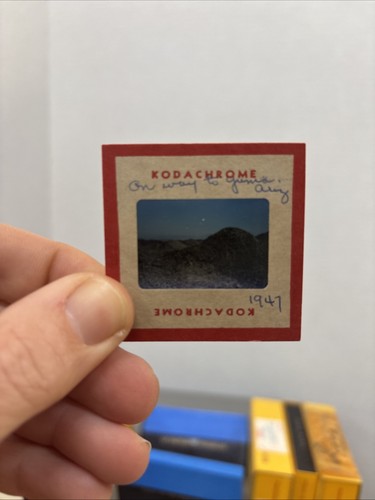 KODACHROME
On way to Yuma.
Ariz
1947
KODACHROME